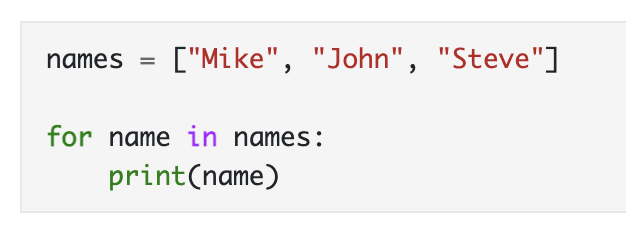 names = ["Mike", "John", "Steve"]
for name in names:
    print(name)